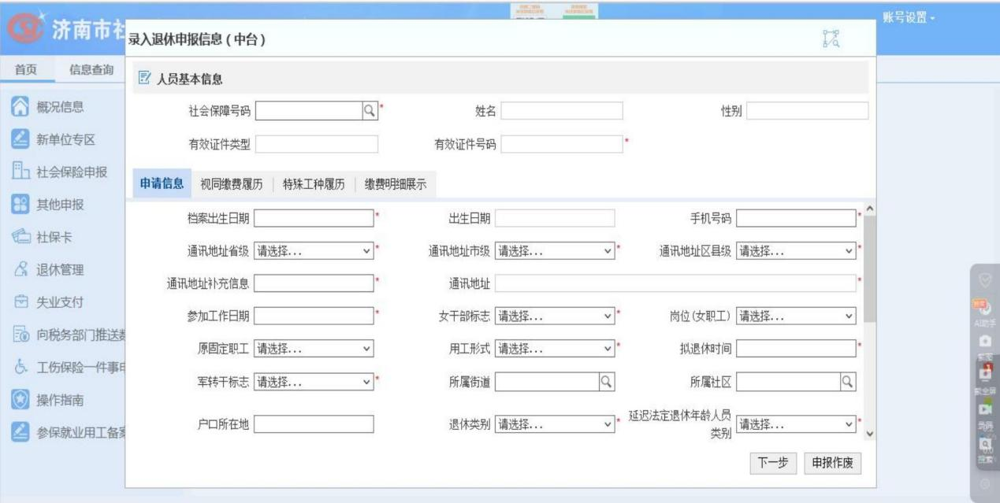 济南市社
账号设置
录入退休申报信息（中台）
首页 信息查询
人员基本信息
概况信息
新单位专区
社会保险申报
其他申报
社保卡
退休管理
失业支付
向税务部门推送
工伤保险一件事
操作指南
参保就业用工备
社会保障号码 * 姓名 性别
有效证件类型 有效证件号码 *
申请信息 视同缴费履历 特殊工种履历 缴费明细展示
档案出生日期 * 出生日期 手机号码 *
通讯地址省级 请选择... * 通讯地址市级 请选择... * 通讯地址区县级 请选择... *
通讯地址补充信息 * 通讯地址 *
参加工作日期 * 女干部标志 请选择... * 岗位(女职工) 请选择...
原固定职工 请选择... 用工形式 请选择... * 拟退休时间 *
军转干标志 请选择... * 所属街道 所属社区
户口所在地 退休类别 请选择... * 延迟法定退休年龄人员
类别 请选择... *
下一步 申报作废
AI助手